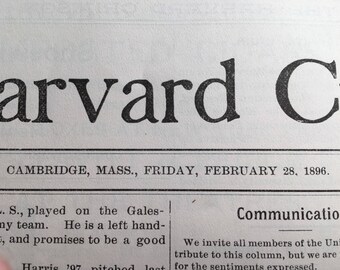 arvard C
CAMBRIDGE, MASS., FRIDAY, FEBRUARY 28, 1896.
L. S., played on the Gales-
ny team. He is a left hand-
t, and promises to be a good
Harris '97 pitched last
Communicatio
We invite all members of the Uni
tribute to this column, but we are
for the sentiments expressed.